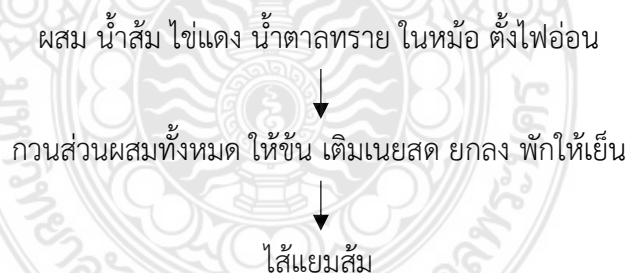 ผสม น้ำส้ม ไข่แดง น้ำตาลทราย ในหม้อ ตั้งไฟอ่อน
กวนส่วนผสมทั้งหมด ให้ข้น เติมเนยสด ยกลง พักให้เย็น
ไส้แยมส้ม